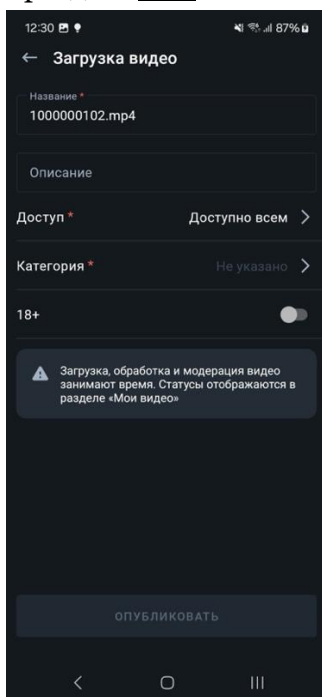 12:30 87%
Загрузка видео
Название *
1000000102.mp4
Описание
Доступ * Доступно всем
Категория * Не указано
18+
Загрузка, обработка и модерация видео
занимают время. Статусы отображаются в
разделе «Мои видео»
ОПУБЛИКОВАТЬ